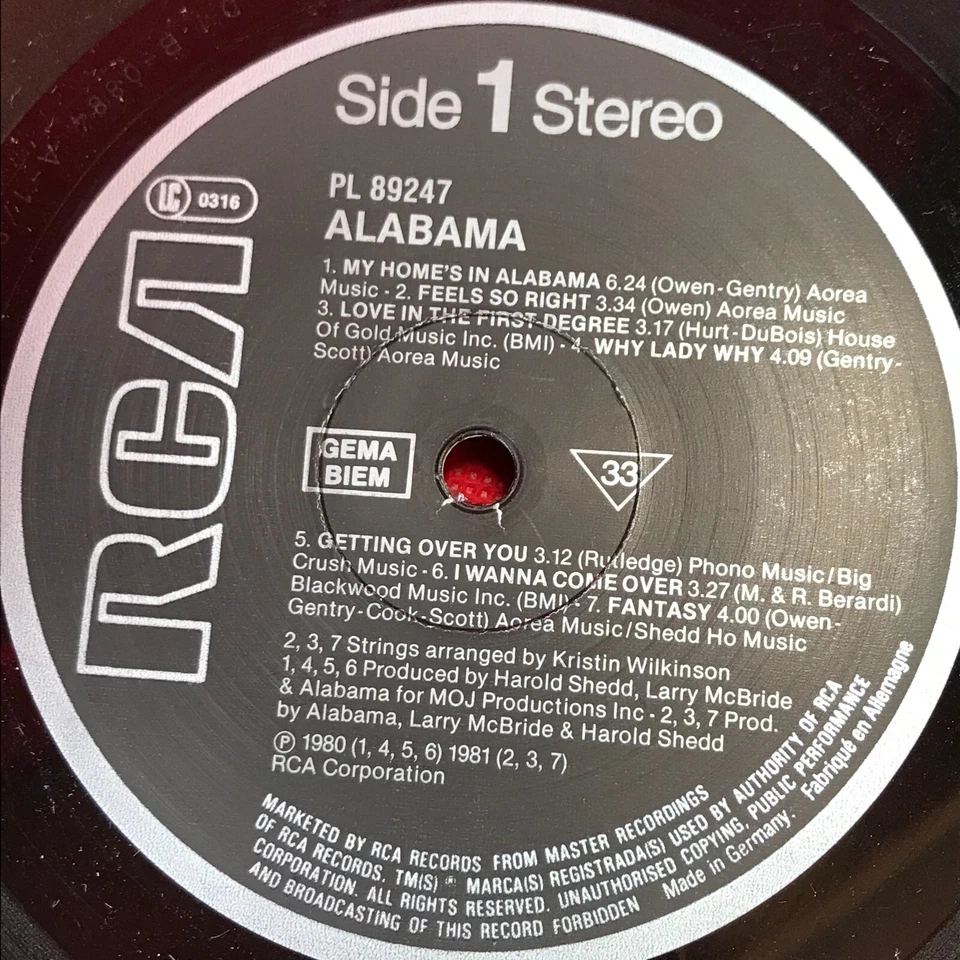 Side 1 Stereo
LC 0316
PL 89247
ALABAMA
1. MY HOME'S IN ALABAMA 6.24 (Owen-Gentry) Aorea
Music · 2. FEELS SO RIGHT 3.34 (Owen) Aorea Music
3. LOVE IN THE FIRST DEGREE 3.17 (Hurt-DuBois) House
Of Gold Music Inc. (BMI) · 4. WHY LADY WHY 4.09 (Gentry-
Scott) Aorea Music
RCA
GEMA
BIEM
33
5. GETTING OVER YOU 3.12 (Rutledge) Phono Music/Big
Crush Music · 6. I WANNA COME OVER 3.27 (M. & R. Berardi)
Blackwood Music Inc. (BMI) · 7. FANTASY 4.00 (Owen-
Gentry-Cook-Scott) Aorea Music/Shedd Ho Music
2, 3, 7 Strings arranged by Kristin Wilkinson
1, 4, 5, 6 Produced by Harold Shedd, Larry McBride
& Alabama for MOJ Productions Inc · 2, 3, 7 Prod.
by Alabama, Larry McBride & Harold Shedd
℗ 1980 (1, 4, 5, 6) 1981 (2, 3, 7)
RCA Corporation
MARKETED BY RCA RECORDS FROM MASTER RECORDINGS
OF RCA RECORDS. TM(S) ® MARCA(S) REGISTRADA(S) USED BY AUTHORITY OF RCA
CORPORATION. ALL RIGHTS RESERVED. UNAUTHORISED COPYING, PUBLIC PERFORMANCE
AND BROADCASTING OF THIS RECORD FORBIDDEN Made in Germany. Fabriqué en Allemagne